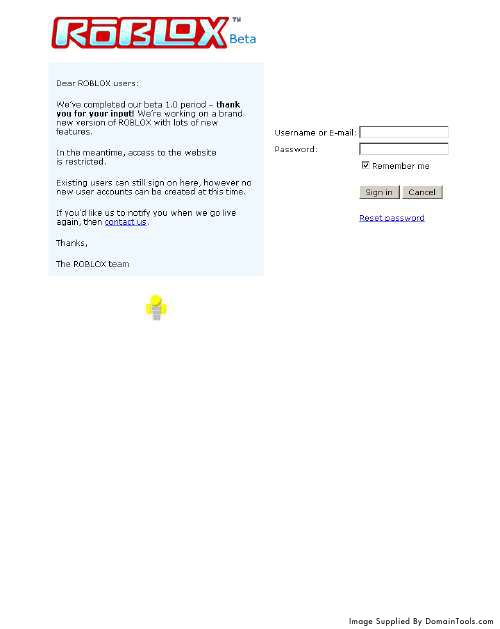 ROBLOX™
Beta
Dear ROBLOX users:
We've completed our beta 1.0 period – thank
you for your input! We're working on a brand
new version of ROBLOX with lots of new
features.
In the meantime, access to the website
is restricted.
Existing users can still sign on here, however no
new user accounts can be created at this time.
If you'd like us to notify you when we go live
again, then contact us.
Thanks,
The ROBLOX team
Username or E-mail:
Password:
Remember me
Sign in Cancel
Reset password
Image Supplied By DomainTools.com